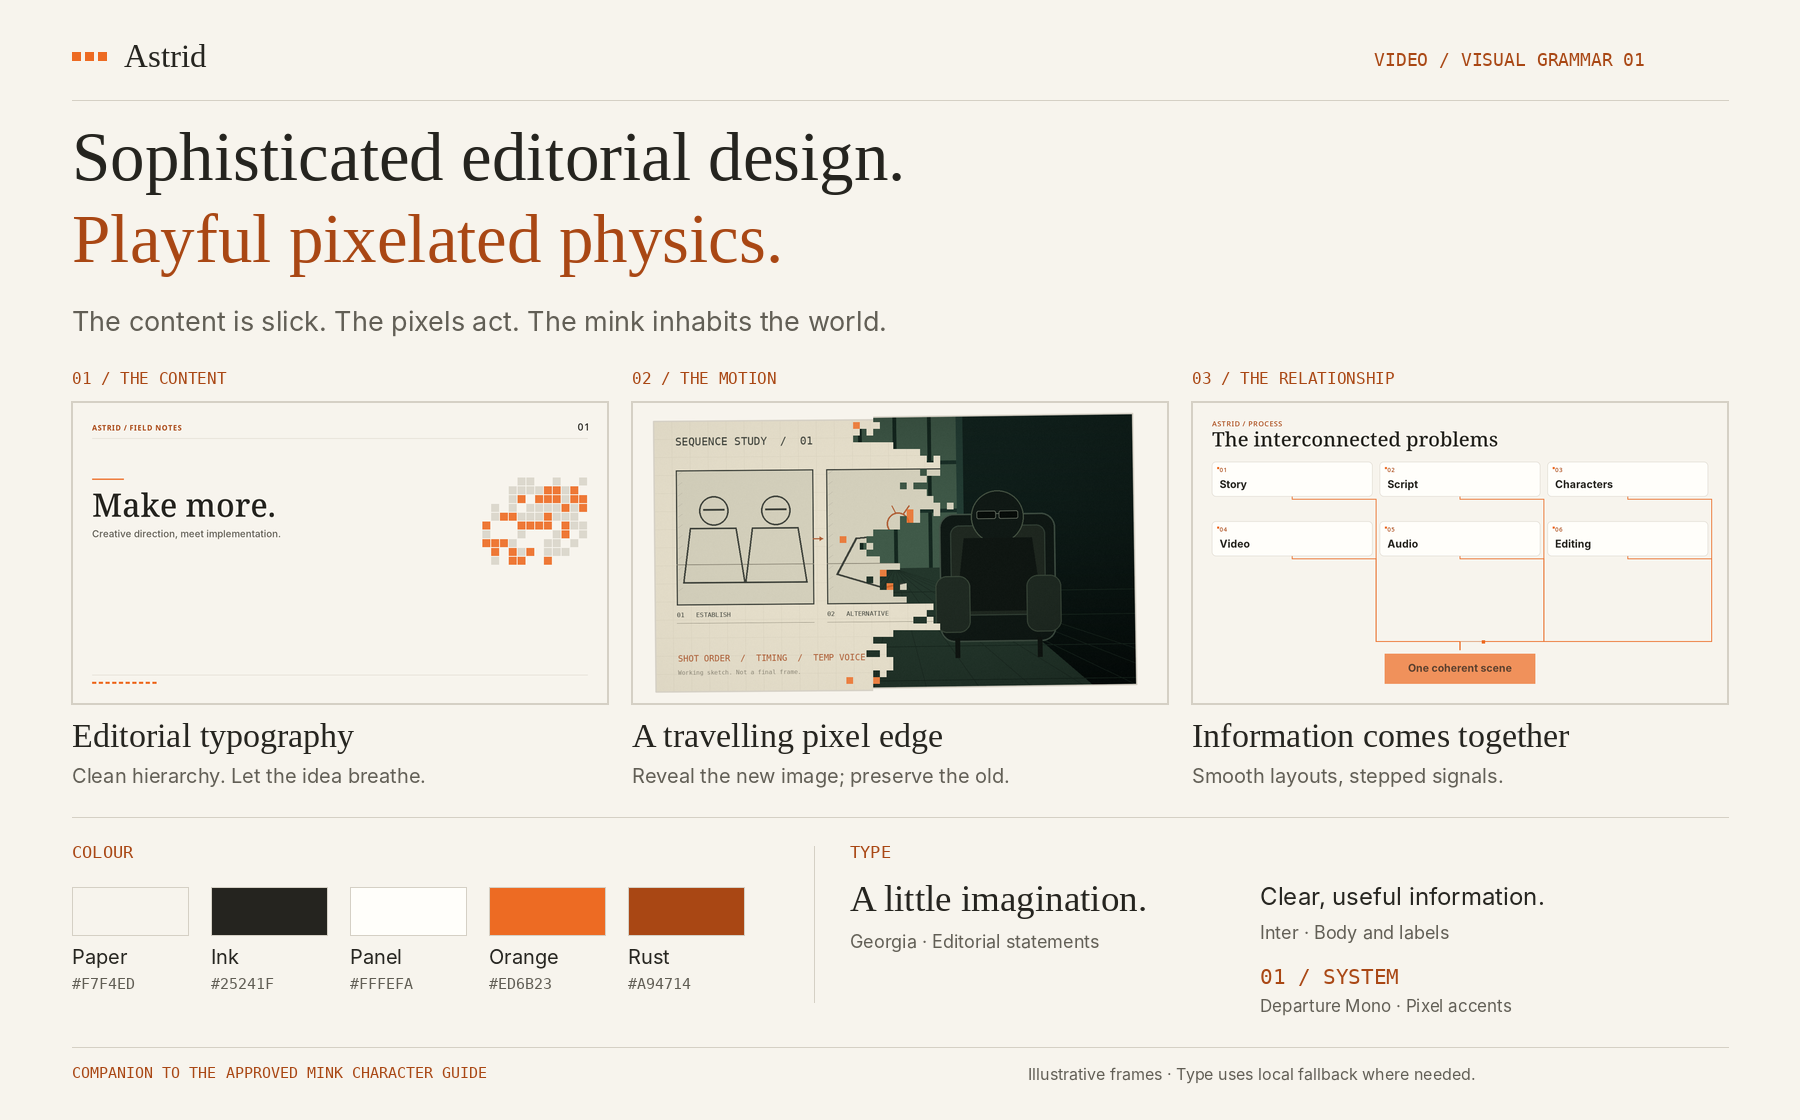 Astrid
VIDEO / VISUAL GRAMMAR 01
Sophisticated editorial design.
Playful pixelated physics.
The content is slick. The pixels act. The mink inhabits the world.
01 / THE CONTENT
ASTRID / FIELD NOTES
01
Make more.
Creative direction, meet implementation.
Editorial typography
Clean hierarchy. Let the idea breathe.
02 / THE MOTION
SEQUENCE STUDY / 01
01 ESTABLISH
02 ALTERNATIVE
SHOT ORDER / TIMING / TEMP VOICE
Working sketch. Not a final frame.
A travelling pixel edge
Reveal the new image; preserve the old.
03 / THE RELATIONSHIP
ASTRID / PROCESS
The interconnected problems
01
Story
02
Script
03
Characters
04
Video
05
Audio
06
Editing
One coherent scene
Information comes together
Smooth layouts, stepped signals.
COLOUR
Paper
#F7F4ED
Ink
#25241F
Panel
#FFFEFA
Orange
#ED6B23
Rust
#A94714
TYPE
A little imagination.
Georgia · Editorial statements
Clear, useful information.
Inter · Body and labels
01 / SYSTEM
Departure Mono · Pixel accents
COMPANION TO THE APPROVED MINK CHARACTER GUIDE
Illustrative frames · Type uses local fallback where needed.